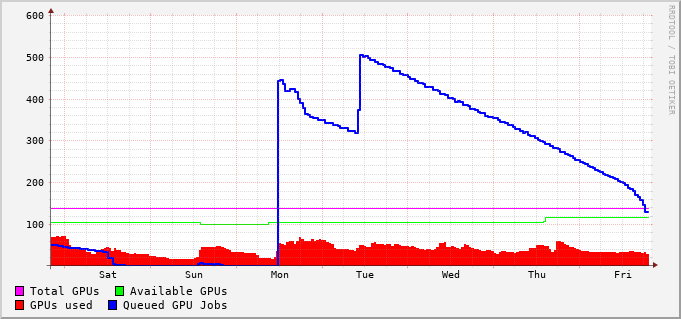 600
500
400
300
200
100
Sat Sun Mon Tue Wed Thu Fri
Total GPUs Available GPUs
GPUs used Queued GPU Jobs
RRDTOOL / TOBI OETIKER